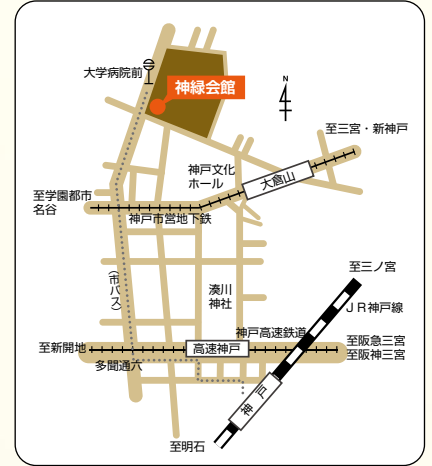 大学病院前
神緑会館
N
至三宮・新神戸
神戸文化
ホール
大倉山
至学園都市
名谷
神戸市営地下鉄
至三ノ宮
(市バス)
湊川
神社
JR神戸線
神戸高速鉄道
至新開地
高速神戸
至阪急三宮
至阪神三宮
多聞通六
神戸
至明石